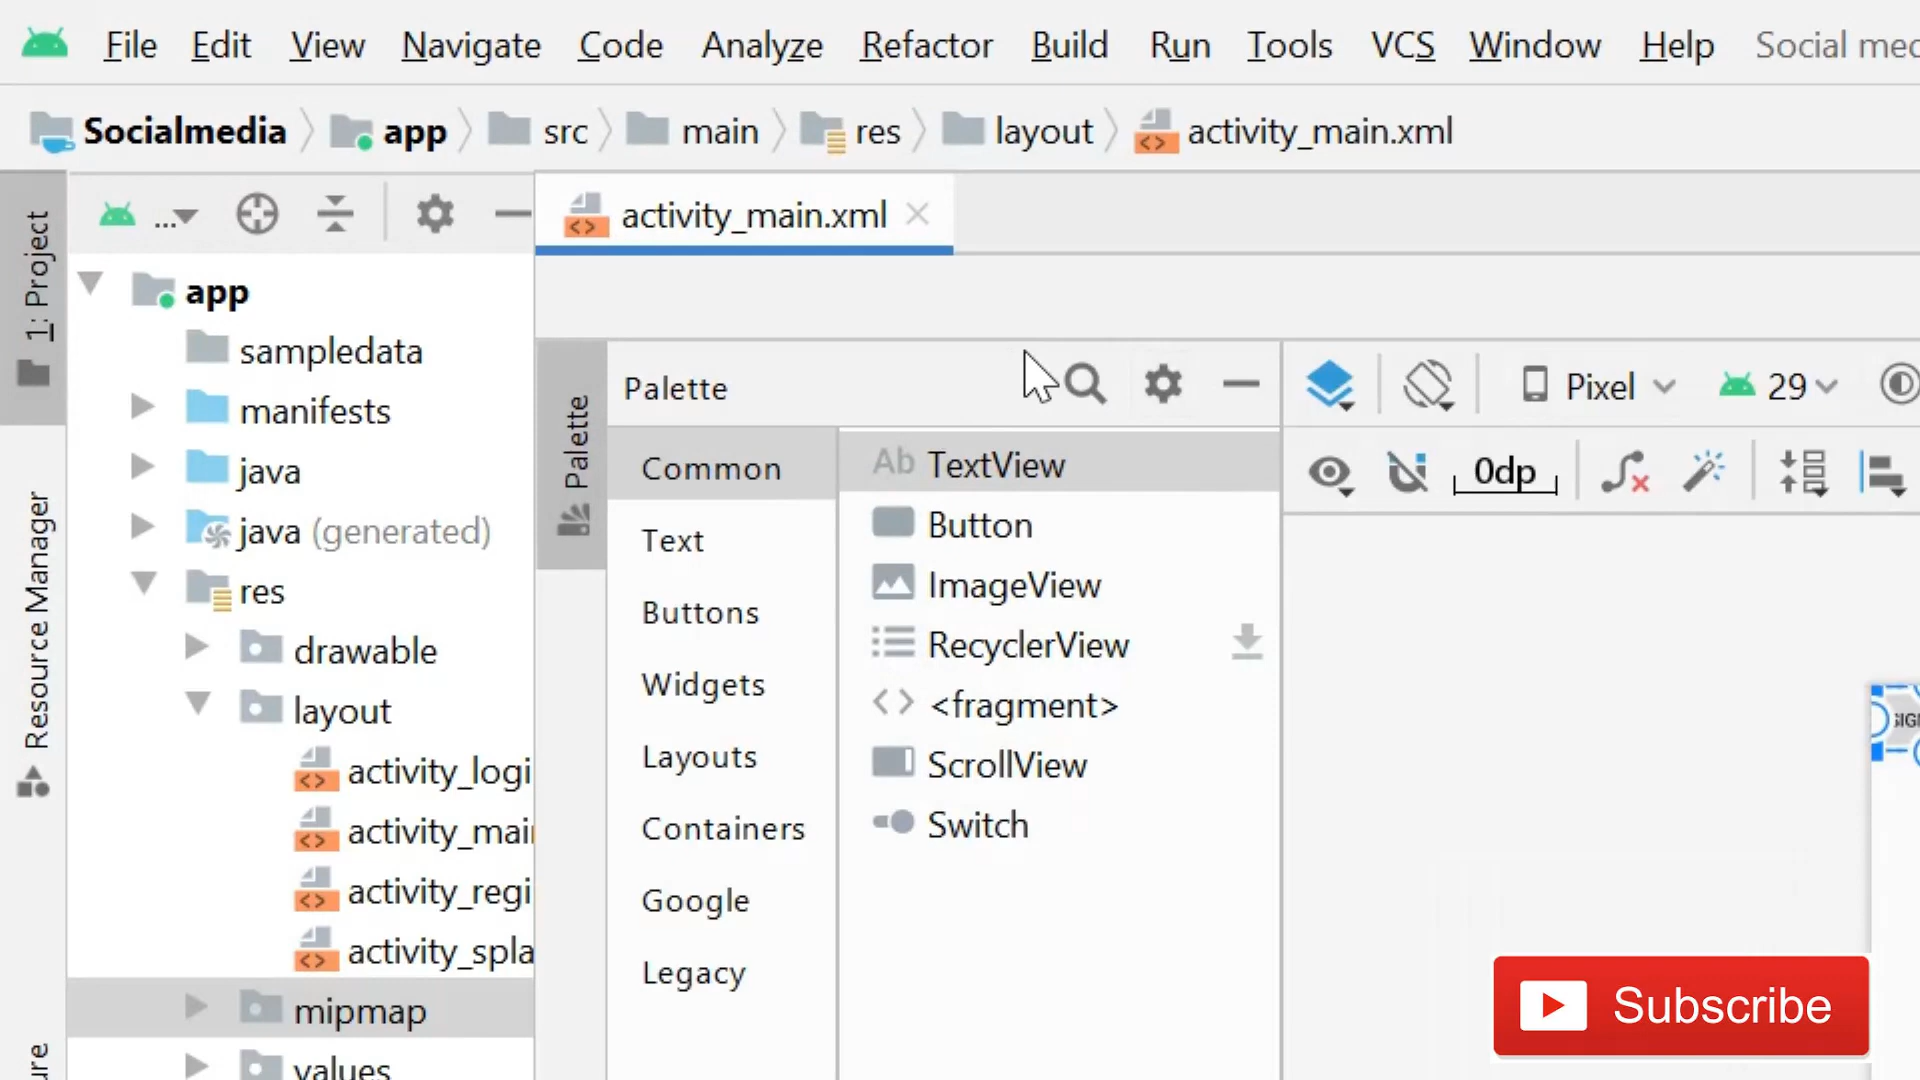 File Edit View Navigate Code Analyze Refactor Build Run Tools VCS Window Help Social med
Socialmedia app src main res layout activity_main.xml
... activity_main.xml
1: Project
Resource Manager
ure
app
sampledata
manifests
java
java (generated)
res
drawable
layout
activity_logi
activity_mai
activity_regi
activity_spla
mipmap
values
Palette
Palette
Common
Text
Buttons
Widgets
Layouts
Containers
Google
Legacy
Ab TextView
Button
ImageView
RecyclerView
<fragment>
ScrollView
Switch
Pixel 29
0dp
SIG
Subscribe